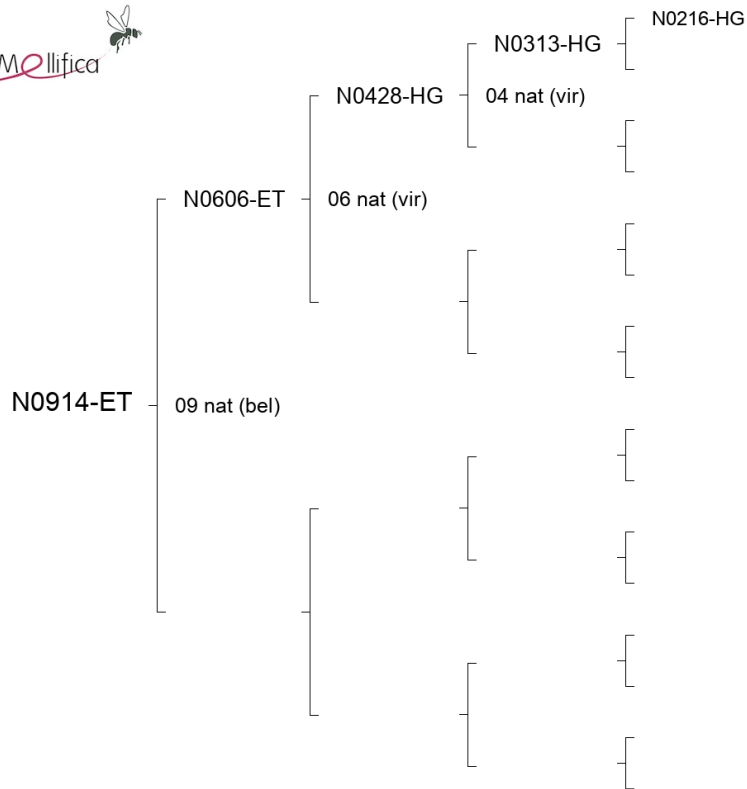 Mellifica
N0216-HG
N0313-HG
N0428-HG
04 nat (vir)
N0606-ET
06 nat (vir)
N0914-ET
09 nat (bel)